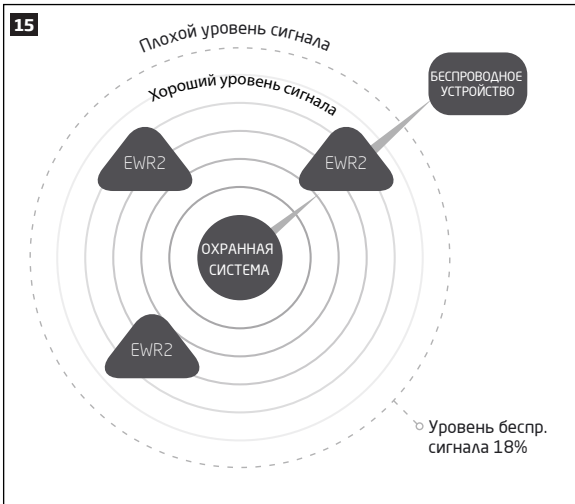 15
Плохой уровень сигнала
Хороший уровень сигнала
БЕСПРОВОДНОЕ
УСТРОЙСТВО
EWR2
EWR2
ОХРАННАЯ
СИСТЕМА
EWR2
Уровень беспр.
сигнала 18%